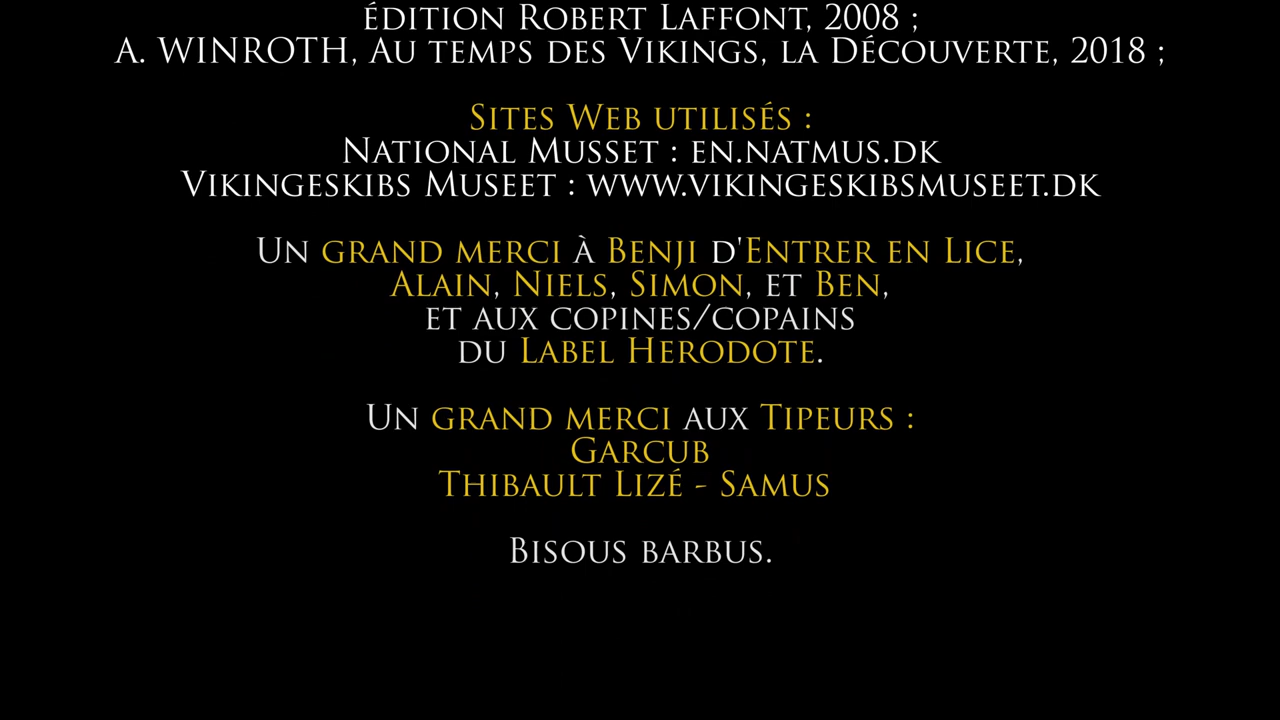 édition Robert Laffont, 2008 ;
A. WINROTH, Au temps des Vikings, la Découverte, 2018 ;
Sites Web utilisés :
National Musset : en.natmus.dk
Vikingeskibs Museet : www.vikingeskibsmuseet.dk
Un grand merci à Benji d'Entrer en Lice,
Alain, Niels, Simon, et Ben,
et aux copines/copains
du Label Herodote.
Un grand merci aux Tipeurs :
Garcub
Thibault Lizé - Samus
Bisous barbus.